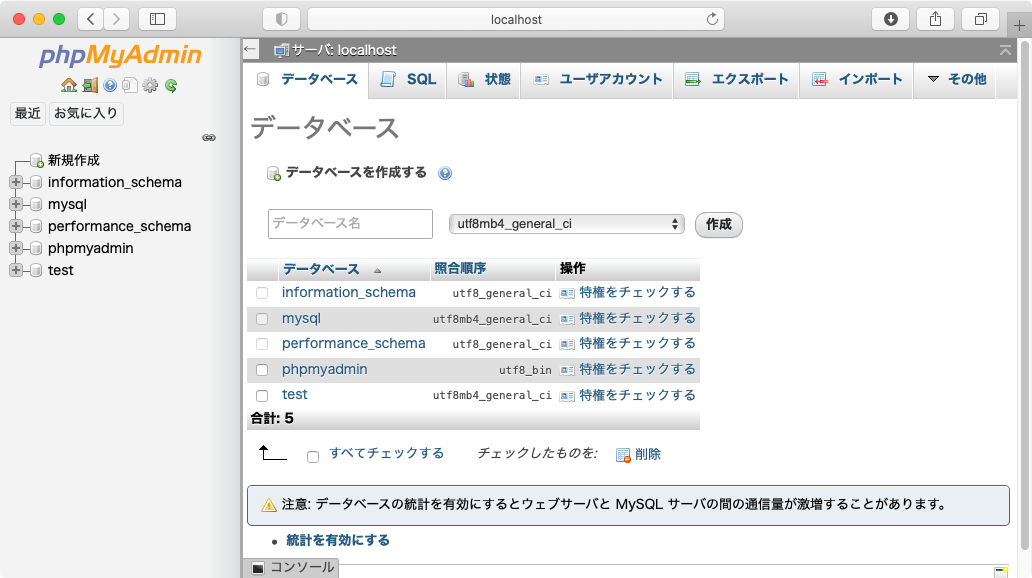 localhost
phpMyAdmin
最近 お気に入り
新規作成
information_schema
mysql
performance_schema
phpmyadmin
test
サーバ: localhost
データベース SQL 状態 ユーザアカウント エクスポート インポート その他
データベース
データベースを作成する
データベース名 utf8mb4_general_ci 作成
データベース 照合順序 操作
information_schema utf8_general_ci 特権をチェックする
mysql utf8mb4_general_ci 特権をチェックする
performance_schema utf8_general_ci 特権をチェックする
phpmyadmin utf8_bin 特権をチェックする
test utf8mb4_general_ci 特権をチェックする
合計: 5
すべてチェックする チェックしたものを: 削除
注意: データベースの統計を有効にするとウェブサーバと MySQL サーバの間の通信量が激増することがあります。
統計を有効にする
コンソール